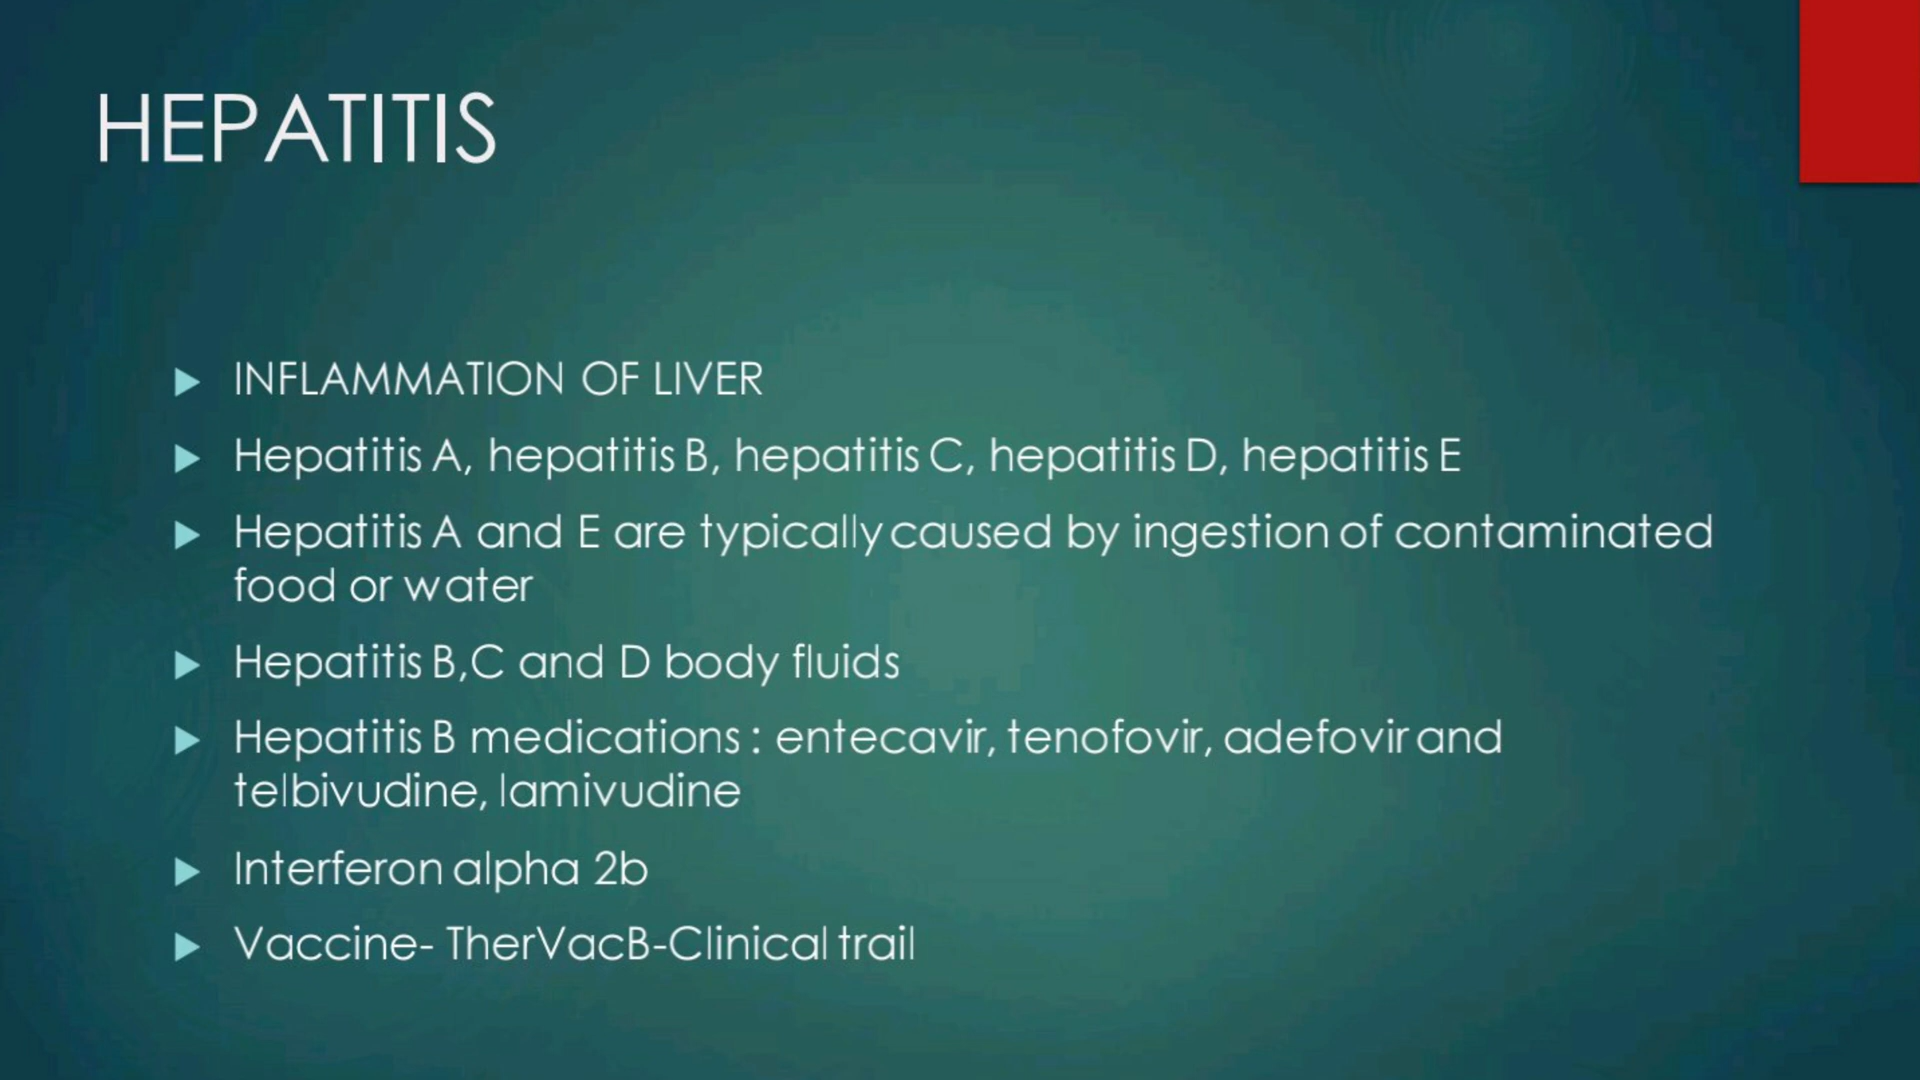 HEPATITIS
INFLAMMATION OF LIVER
Hepatitis A, hepatitis B, hepatitis C, hepatitis D, hepatitis E
Hepatitis A and E are typically caused by ingestion of contaminated
food or water
Hepatitis B,C and D body fluids
Hepatitis B medications : entecavir, tenofovir, adefovir and
telbivudine, lamivudine
Interferon alpha 2b
Vaccine- TherVacB-Clinical trail